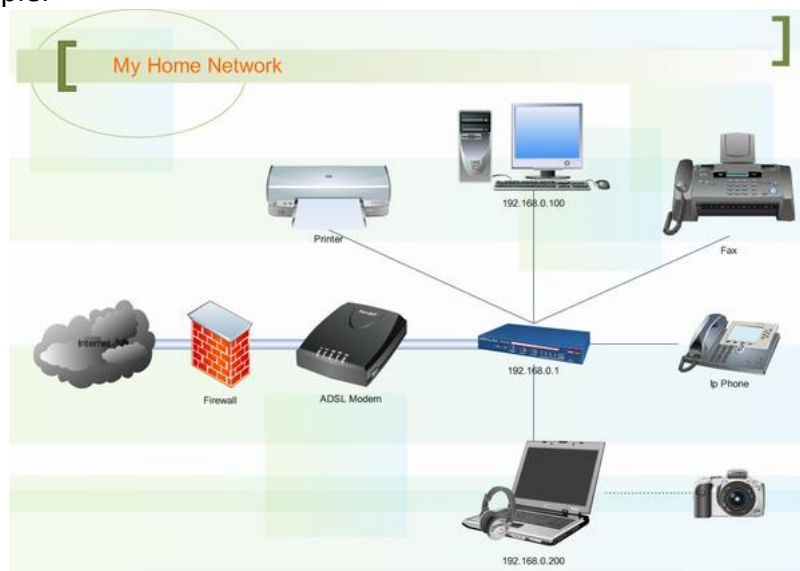 My Home Network
192.168.0.100
Printer
Fax
Internet
Firewall
ADSL Modem
192.168.0.1
Ip Phone
192.168.0.200